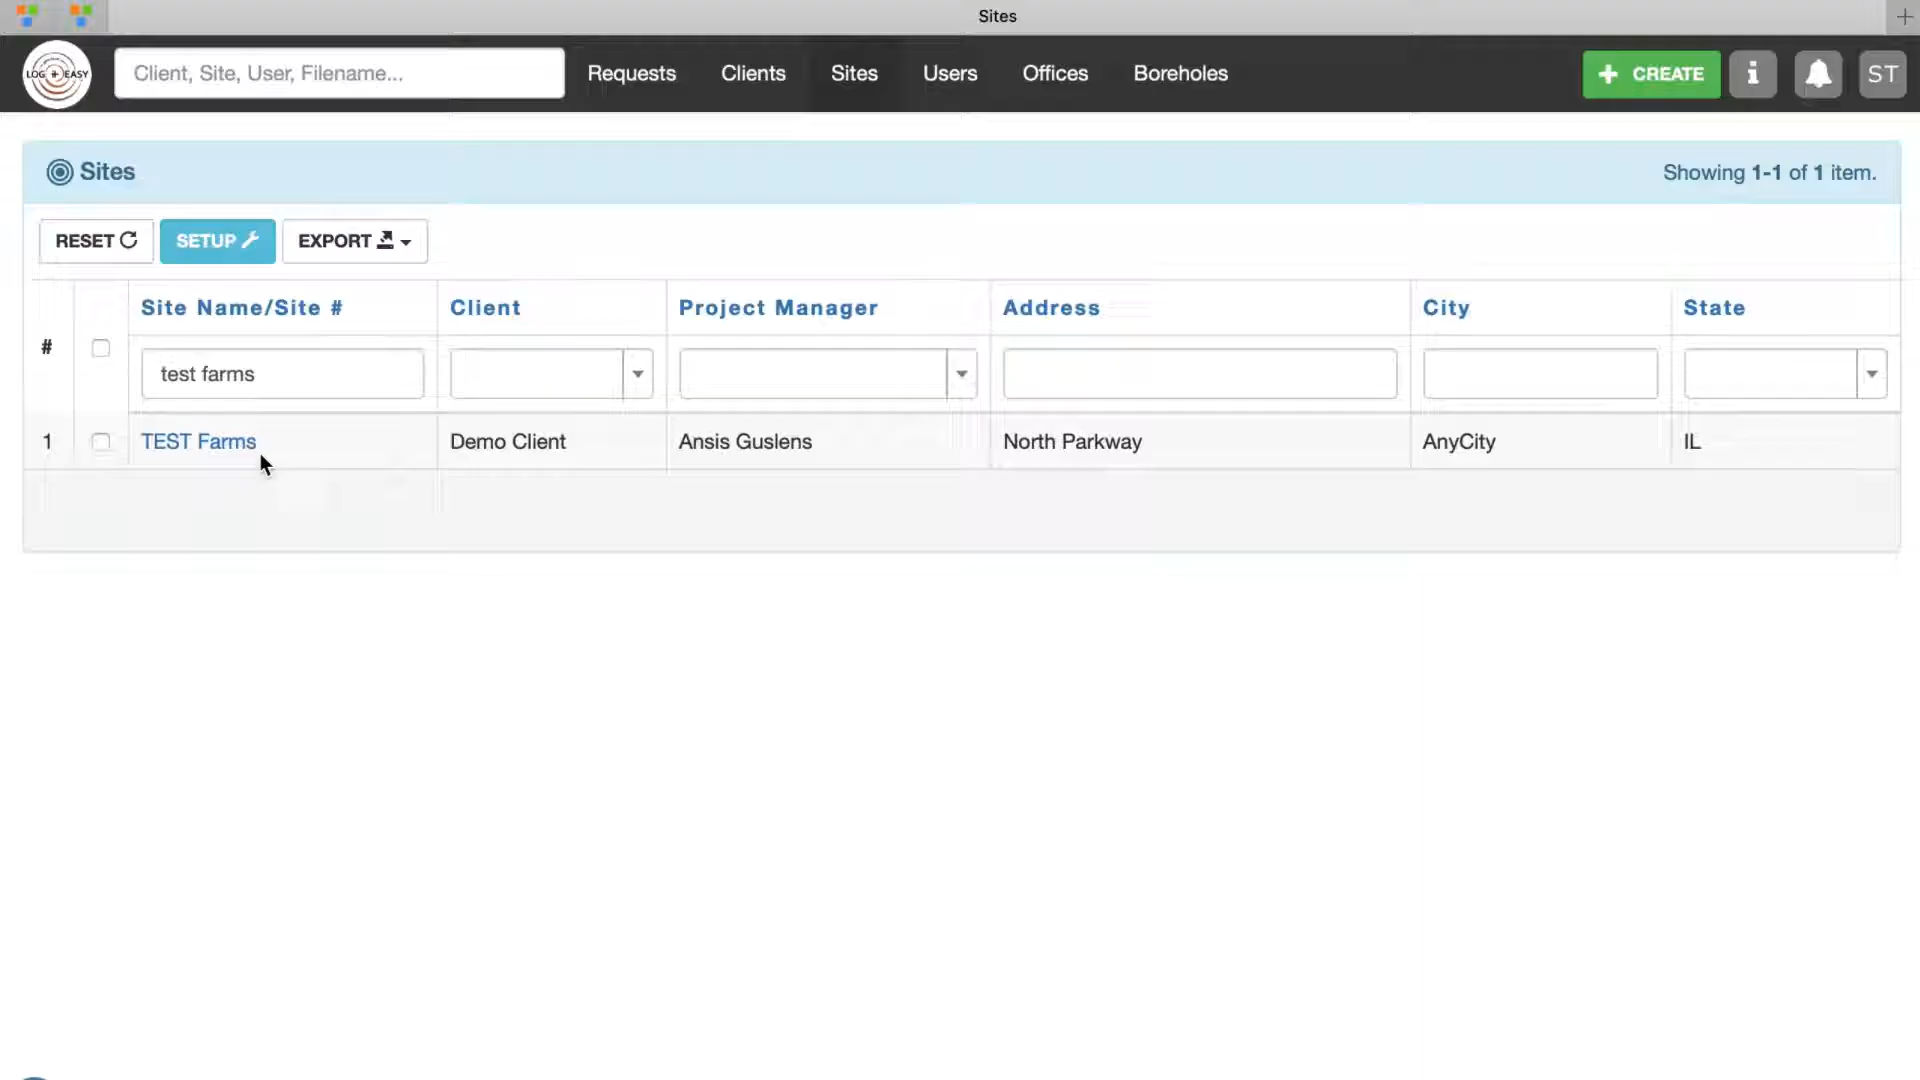 Sites
LOG EASY
Client, Site, User, Filename...
Requests
Clients
Sites
Users
Offices
Boreholes
CREATE
ST
Sites
Showing 1-1 of 1 item.
RESET
SETUP
EXPORT
#
Site Name/Site #
Client
Project Manager
Address
City
State
test farms
1
TEST Farms
Demo Client
Ansis Guslens
North Parkway
AnyCity
IL